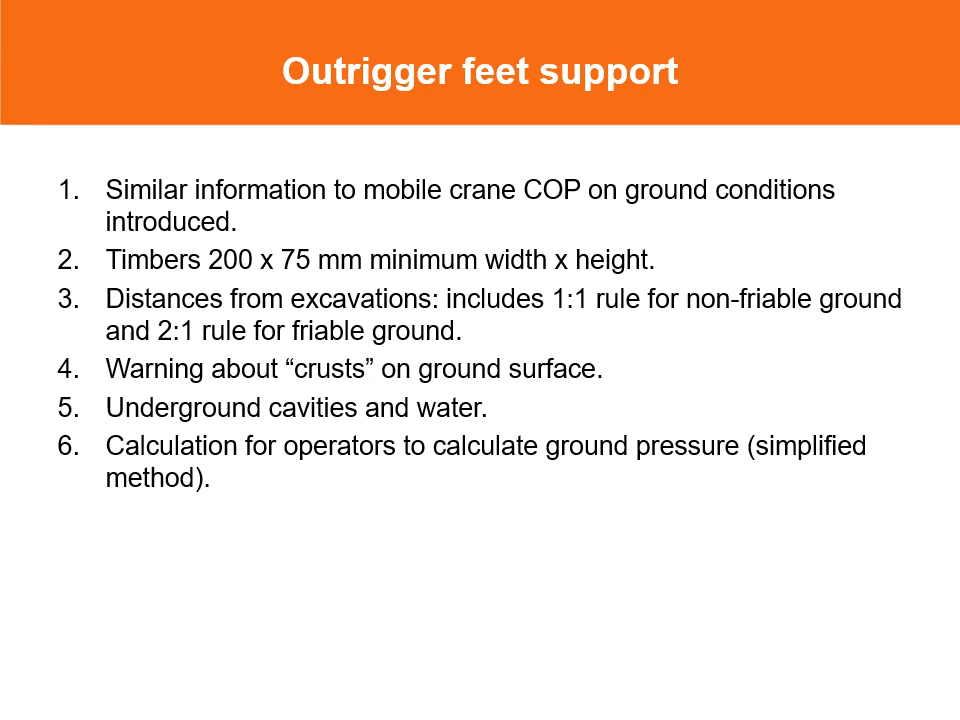 Outrigger feet support
1. Similar information to mobile crane COP on ground conditions
introduced.
2. Timbers 200 x 75 mm minimum width x height.
3. Distances from excavations: includes 1:1 rule for non-friable ground
and 2:1 rule for friable ground.
4. Warning about “crusts” on ground surface.
5. Underground cavities and water.
6. Calculation for operators to calculate ground pressure (simplified
method).